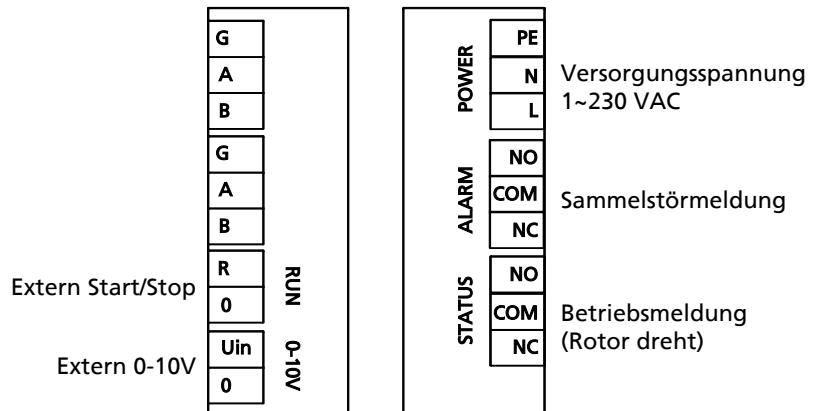 G
A
B
G
A
B
R
0
RUN
Extern Start/Stop
Uin
0
0-10V
Extern 0-10V
POWER
PE
N
L
Versorgungsspannung
1~230 VAC
ALARM
NO
COM
NC
Sammelstörmeldung
STATUS
NO
COM
NC
Betriebsmeldung
(Rotor dreht)